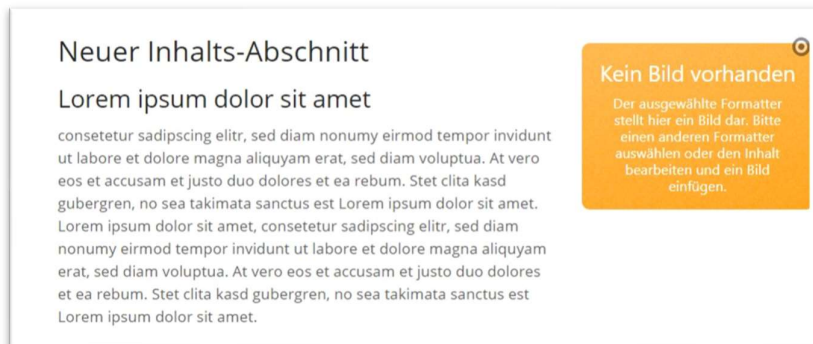 Neuer Inhalts-Abschnitt
Lorem ipsum dolor sit amet
consetetur sadipscing elitr, sed diam nonumy eirmod tempor invidunt
ut labore et dolore magna aliquyam erat, sed diam voluptua. At vero
eos et accusam et justo duo dolores et ea rebum. Stet clita kasd
gubergren, no sea takimata sanctus est Lorem ipsum dolor sit amet.
Lorem ipsum dolor sit amet, consetetur sadipscing elitr, sed diam
nonumy eirmod tempor invidunt ut labore et dolore magna aliquyam
erat, sed diam voluptua. At vero eos et accusam et justo duo dolores
et ea rebum. Stet clita kasd gubergren, no sea takimata sanctus est
Lorem ipsum dolor sit amet.
Kein Bild vorhanden
Der ausgewählte Formatter
stellt hier ein Bild dar. Bitte
einen anderen Formatter
auswählen oder den Inhalt
bearbeiten und ein Bild
einfügen.